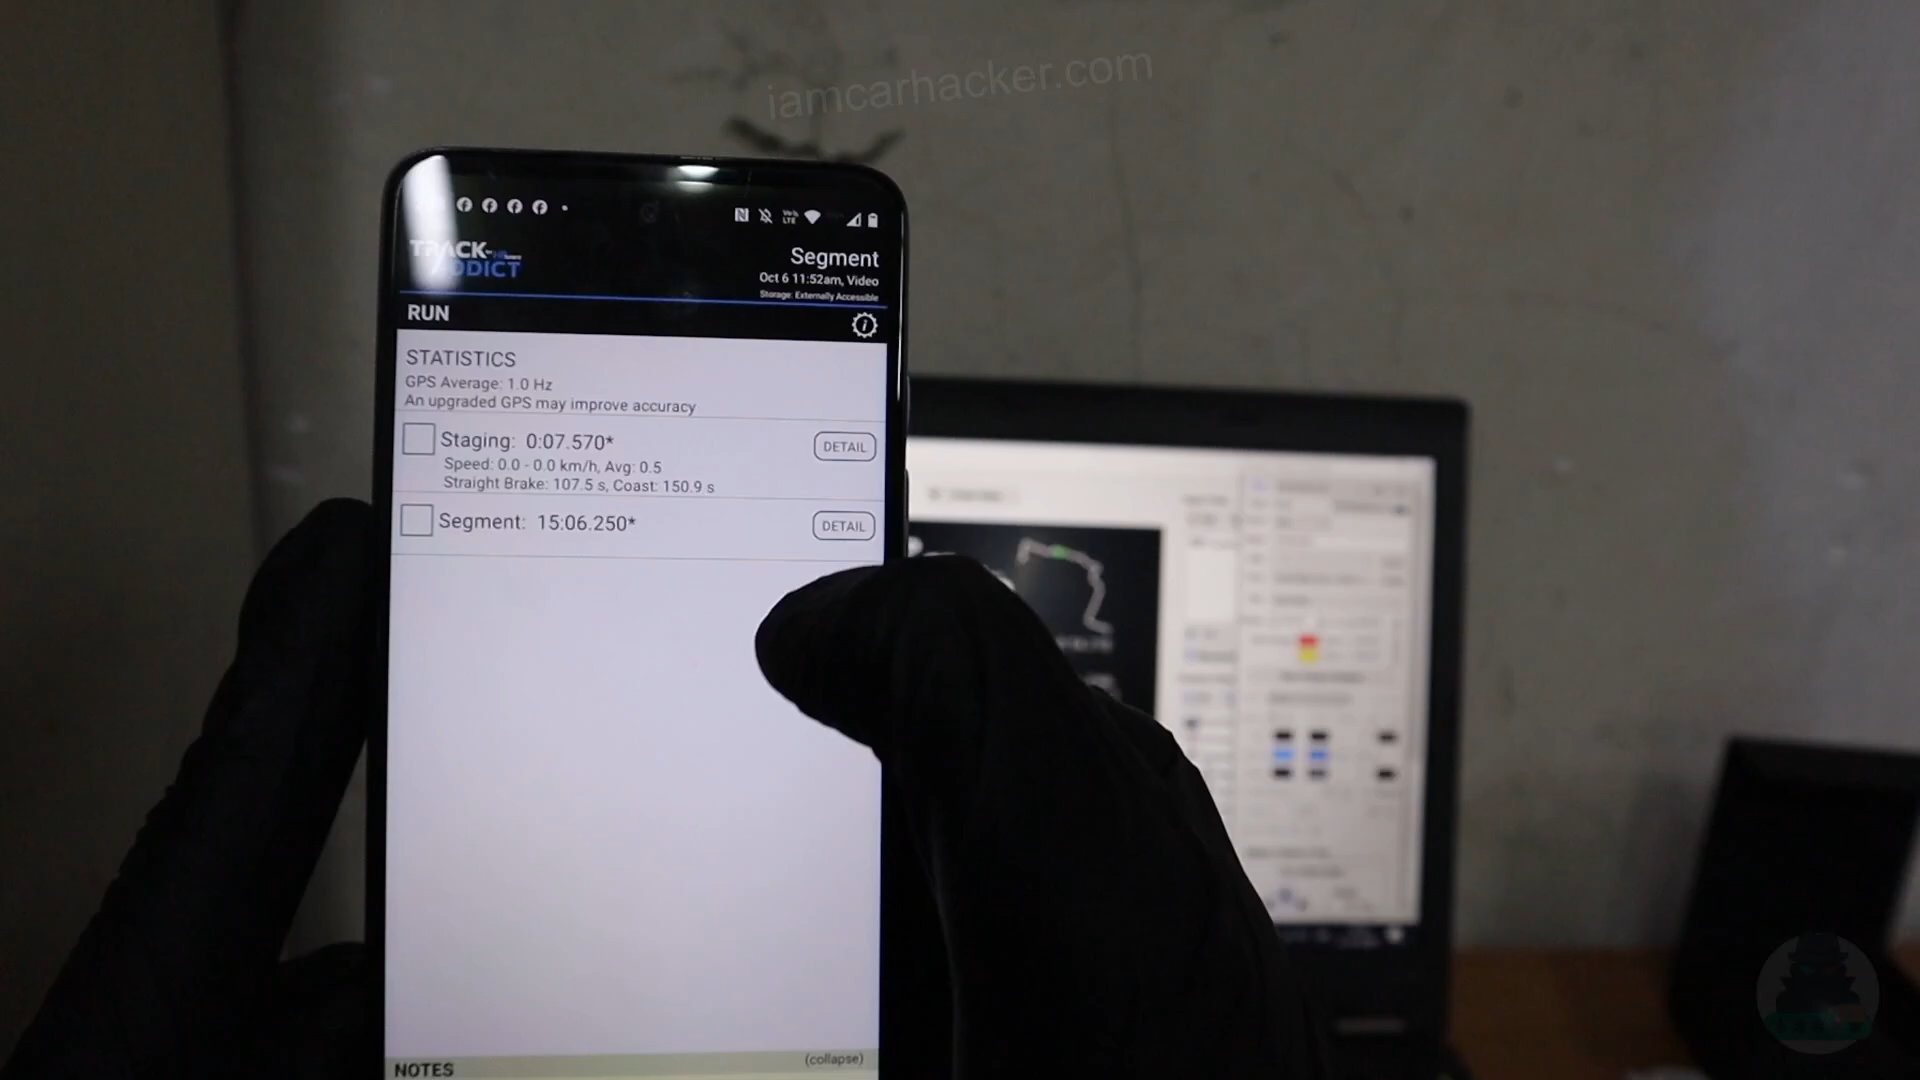 iamcarhacker.com
TRACK
ADDICT
Segment
Oct 6 11:52am, Video
Storage: Externally Accessible
RUN
STATISTICS
GPS Average: 1.0 Hz
An upgraded GPS may improve accuracy
Staging: 0:07.570*
DETAIL
Speed: 0.0 - 0.0 km/h, Avg: 0.5
Straight Brake: 107.5 s, Coast: 150.9 s
Segment: 15:06.250*
DETAIL
NOTES
(collapse)